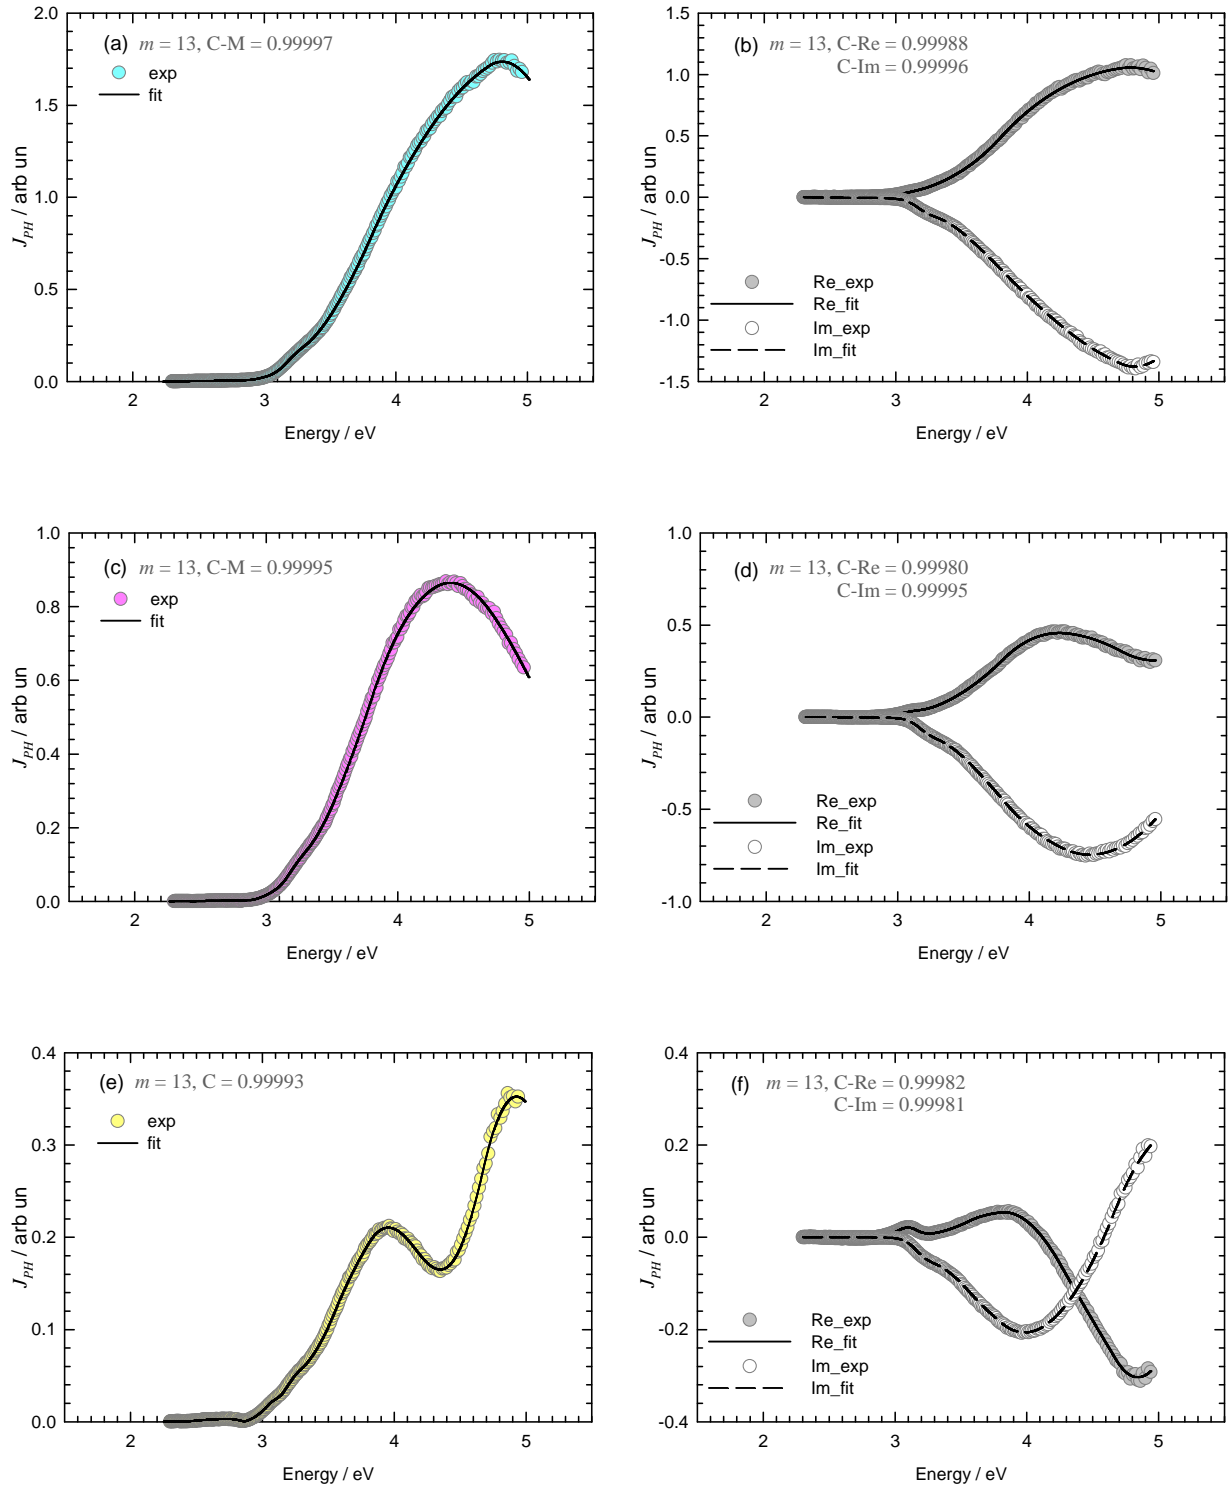 (a) m = 13, C-M = 0.99997
exp
fit
2.0
1.5
1.0
0.5
0.0
J_PH / arb un
2 3 4 5
Energy / eV
(b) m = 13, C-Re = 0.99988
C-Im = 0.99996
1.5
1.0
0.5
0.0
-0.5
-1.0
-1.5
J_PH / arb un
Re_exp
Re_fit
Im_exp
Im_fit
2 3 4 5
Energy / eV
(c) m = 13, C-M = 0.99995
exp
fit
1.0
0.8
0.6
0.4
0.2
0.0
J_PH / arb un
2 3 4 5
Energy / eV
(d) m = 13, C-Re = 0.99980
C-Im = 0.99995
1.0
0.5
0.0
-0.5
-1.0
J_PH / arb un
Re_exp
Re_fit
Im_exp
Im_fit
2 3 4 5
Energy / eV
(e) m = 13, C = 0.99993
exp
fit
0.4
0.3
0.2
0.1
0.0
J_PH / arb un
2 3 4 5
Energy / eV
(f) m = 13, C-Re = 0.99982
C-Im = 0.99981
0.4
0.2
0.0
-0.2
-0.4
J_PH / arb un
Re_exp
Re_fit
Im_exp
Im_fit
2 3 4 5
Energy / eV